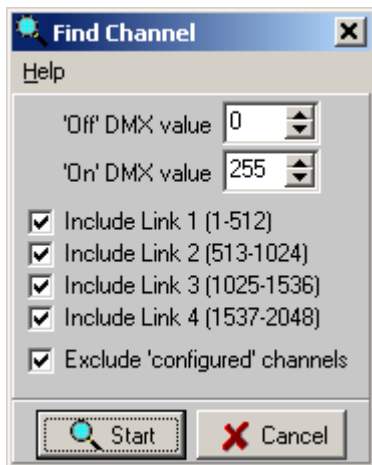 Find Channel
Help
'Off' DMX value 0
'On' DMX value 255
Include Link 1 (1-512)
Include Link 2 (513-1024)
Include Link 3 (1025-1536)
Include Link 4 (1537-2048)
Exclude 'configured' channels
Start Cancel